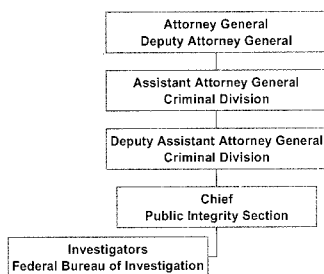 Attorney General
Deputy Attorney General
Assistant Attorney General
Criminal Division
Deputy Assistant Attorney General
Criminal Division
Chief
Public Integrity Section
Investigators
Federal Bureau of Investigation